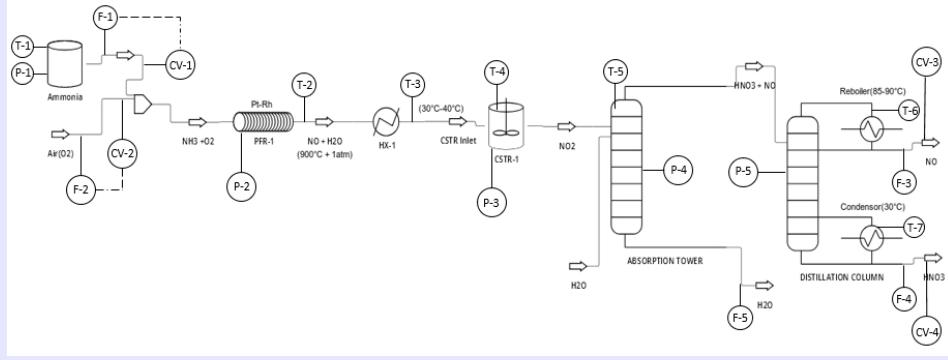 F-1
T-1
P-1
CV-1
Ammonia
Air(O2)
CV-2
F-2
NH3 +O2
Pt-Rh
PFR-1
P-2
T-2
NO + H2O
(900°C + 1atm)
HX-1
T-3
(30°C-40°C)
CSTR Inlet
T-4
CSTR-1
P-3
NO2
T-5
P-4
H2O
ABSORPTION TOWER
F-5
H2O
HNO3 + NO
P-5
DISTILLATION COLUMN
Reboiler(85-90°C)
T-6
CV-3
NO
F-3
Condensor(30°C)
T-7
HNO3
F-4
CV-4